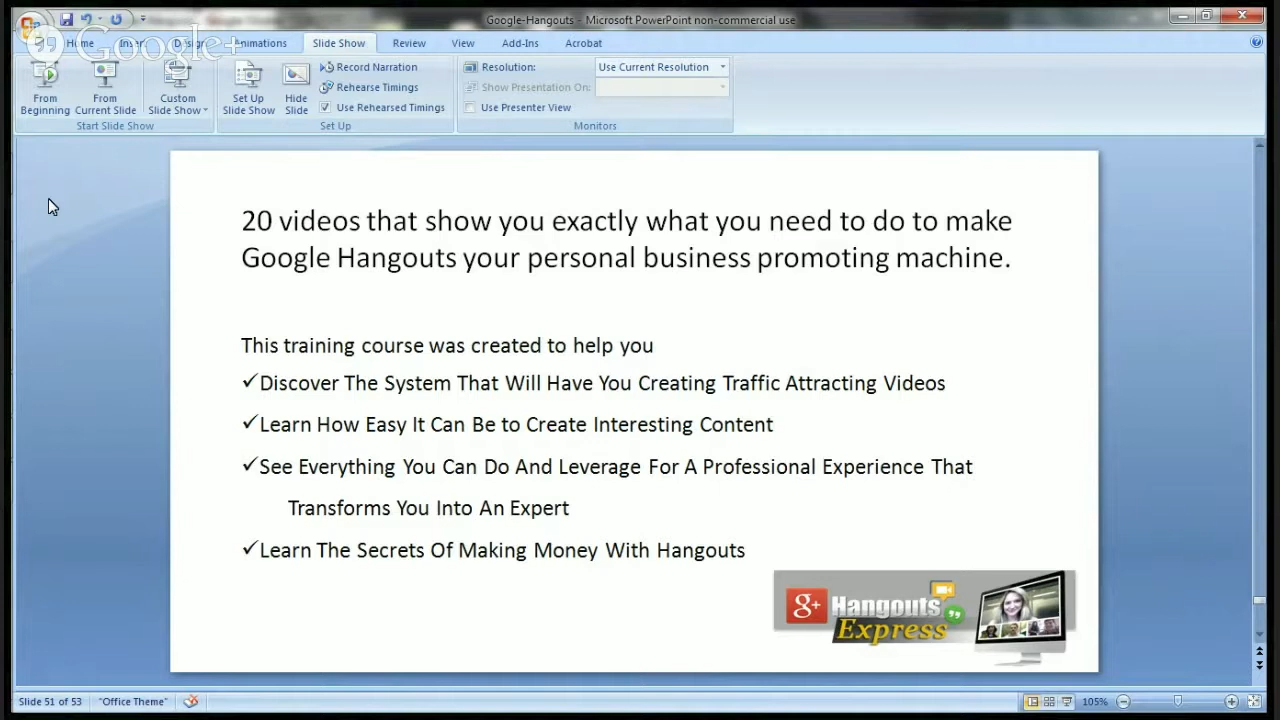 Google-Hangouts - Microsoft PowerPoint non-commercial use
Google+
Home Insert Design Animations Slide Show Review View Add-Ins Acrobat
From Beginning
From Current Slide
Custom Slide Show
Start Slide Show
Set Up Slide Show
Hide Slide
Record Narration
Rehearse Timings
Use Rehearsed Timings
Set Up
Resolution: Use Current Resolution
Show Presentation On:
Use Presenter View
Monitors
20 videos that show you exactly what you need to do to make
Google Hangouts your personal business promoting machine.
This training course was created to help you
✓Discover The System That Will Have You Creating Traffic Attracting Videos
✓Learn How Easy It Can Be to Create Interesting Content
✓See Everything You Can Do And Leverage For A Professional Experience That
Transforms You Into An Expert
✓Learn The Secrets Of Making Money With Hangouts
g+ Hangouts
Express
Slide 51 of 53 "Office Theme" 105%